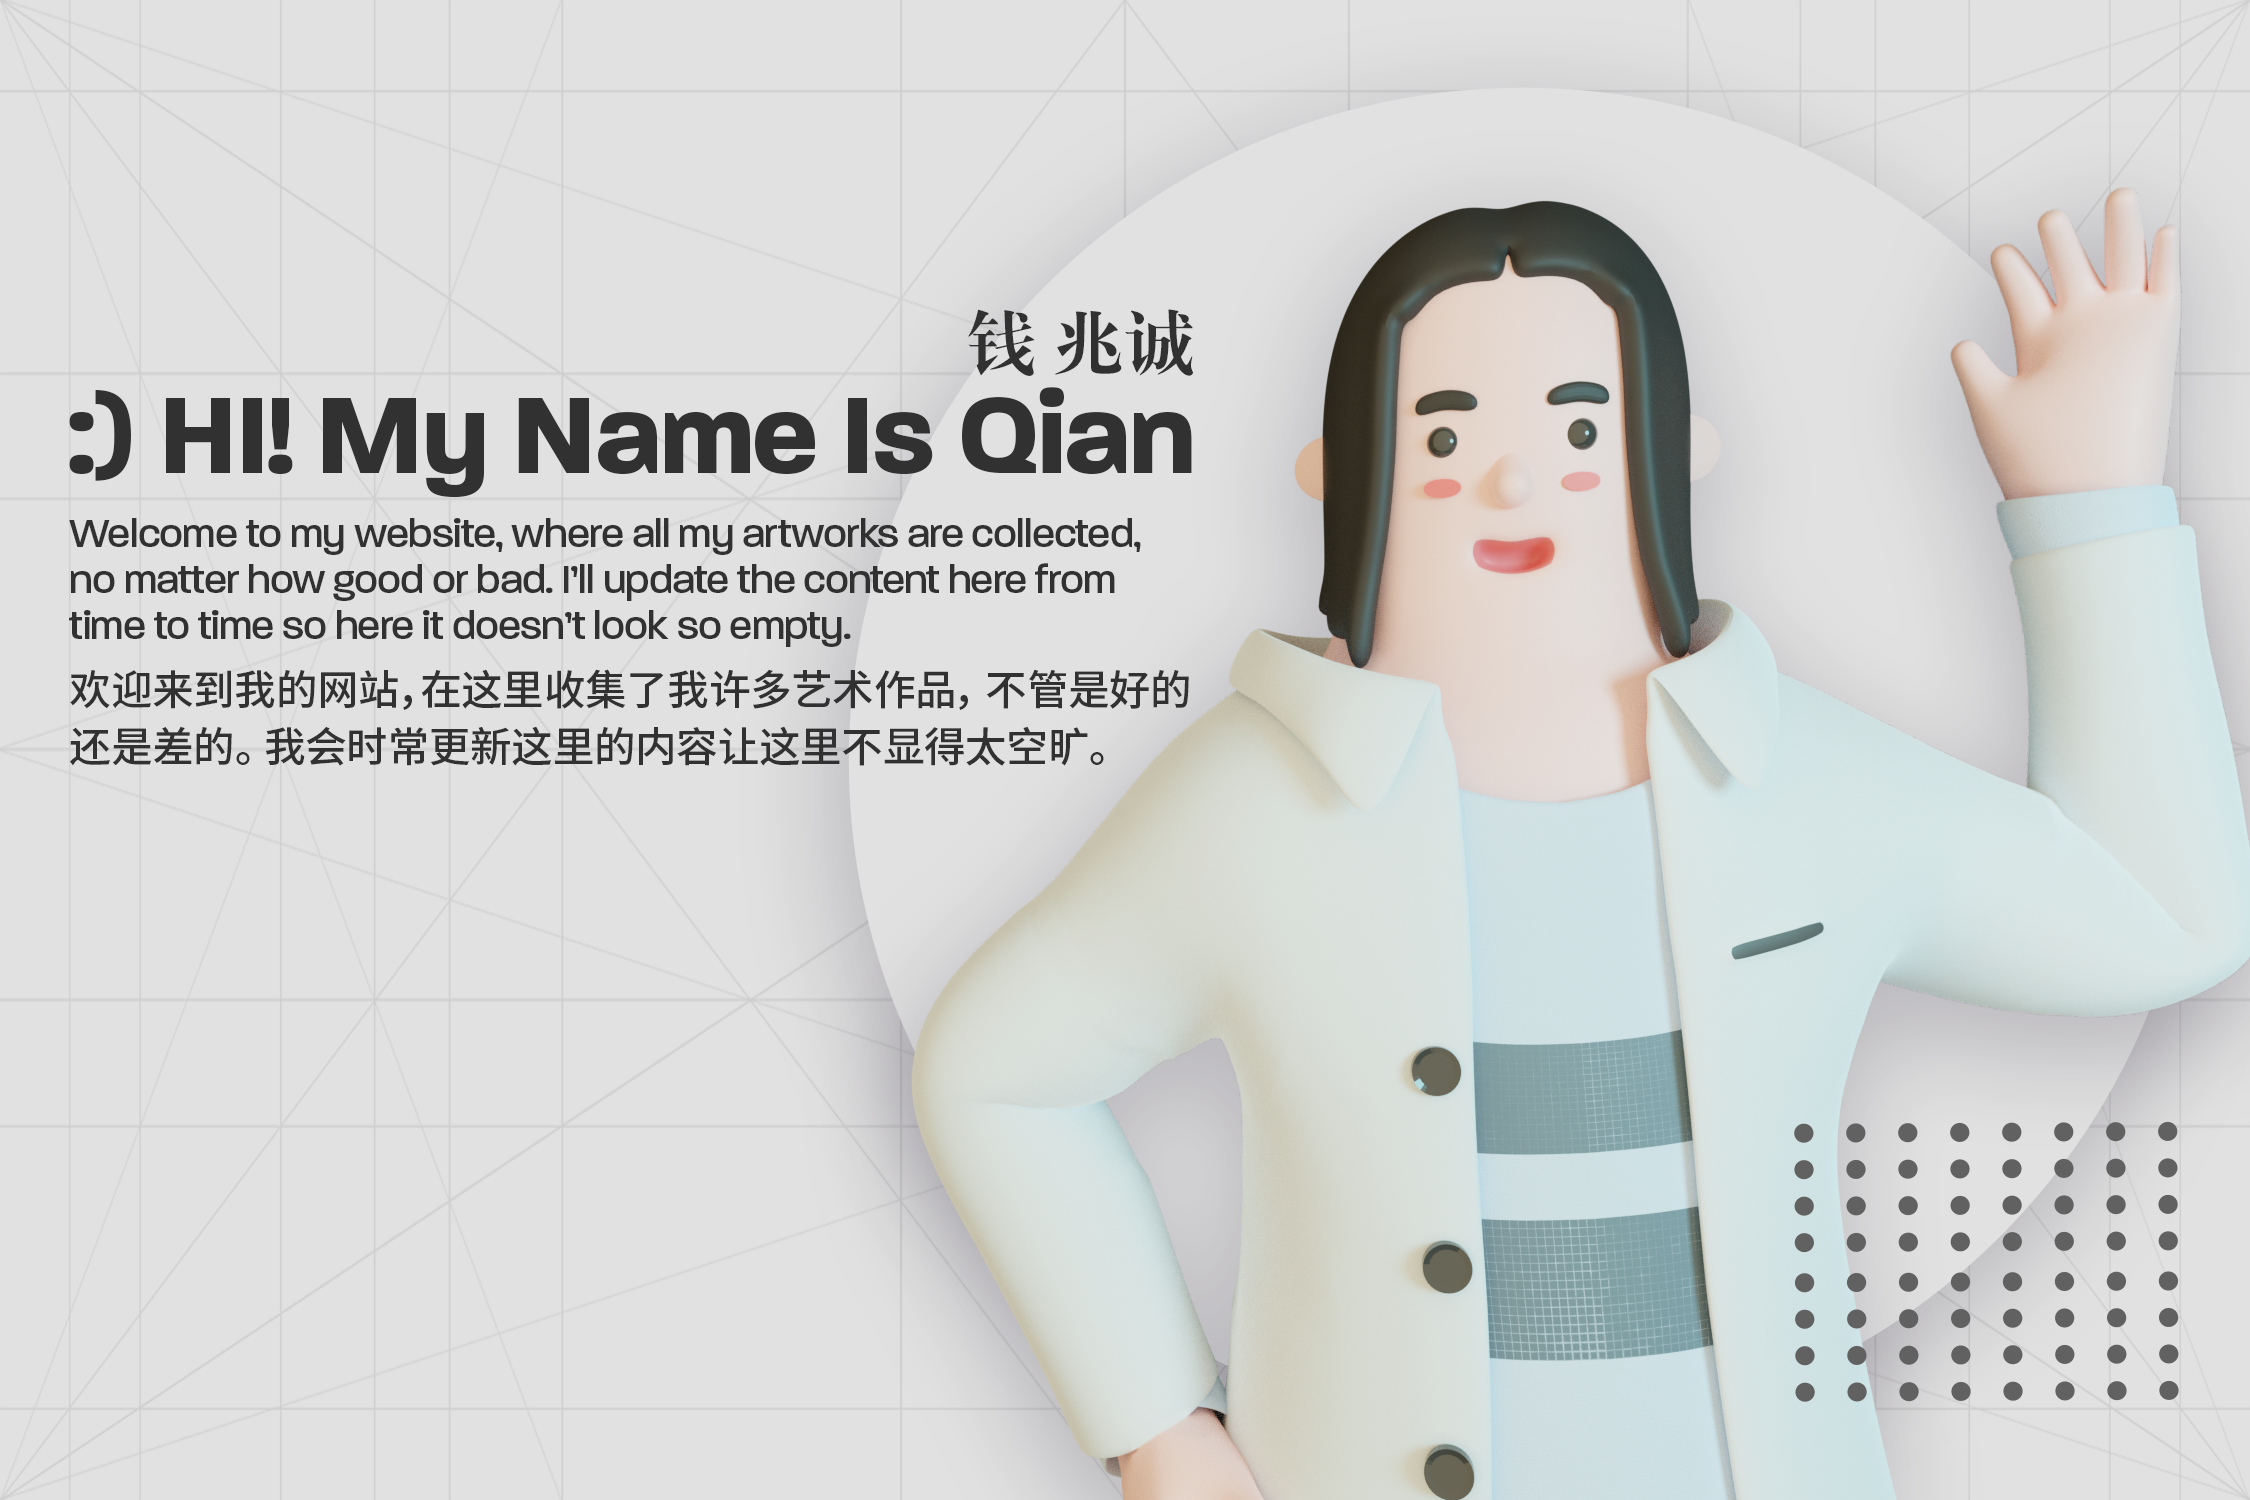 钱 兆诚
:) HI! My Name Is Qian
Welcome to my website, where all my artworks are collected,
no matter how good or bad. I'll update the content here from
time to time so here it doesn't look so empty.
欢迎来到我的网站，在这里收集了我许多艺术作品，不管是好的
还是差的。我会时常更新这里的内容让这里不显得太空旷。